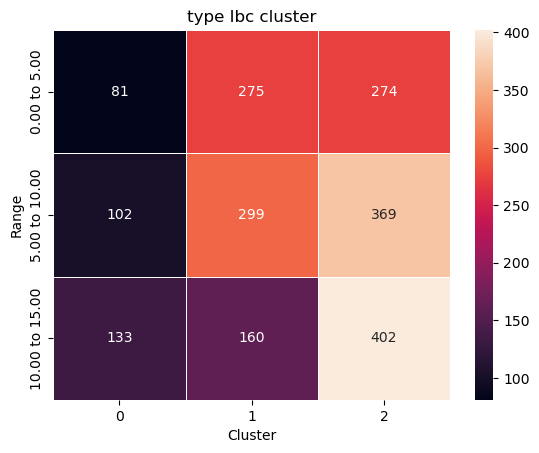 type Ibc cluster
Range
0.00 to 5.00
5.00 to 10.00
10.00 to 15.00
81 275 274
102 299 369
133 160 402
0 1 2
Cluster
400
350
300
250
200
150
100